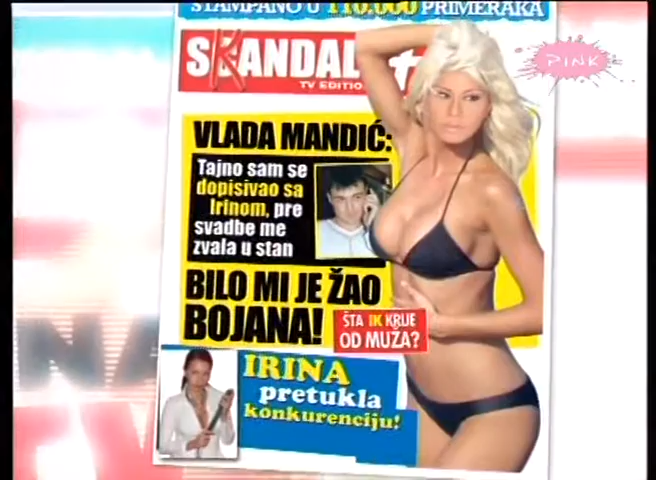 ŠTAMPANO U 110.000 PRIMERAKA
SKANDAL +
TV EDITION
PINK
VLADA MANDIĆ:
Tajno sam se
dopisivao sa
Irinom, pre
svadbe me
zvala u stan
BILO MI JE ŽAO
BOJANA!
ŠTA IK KRIJE
OD MUŽA?
IRINA
pretukla
konkurenciju!